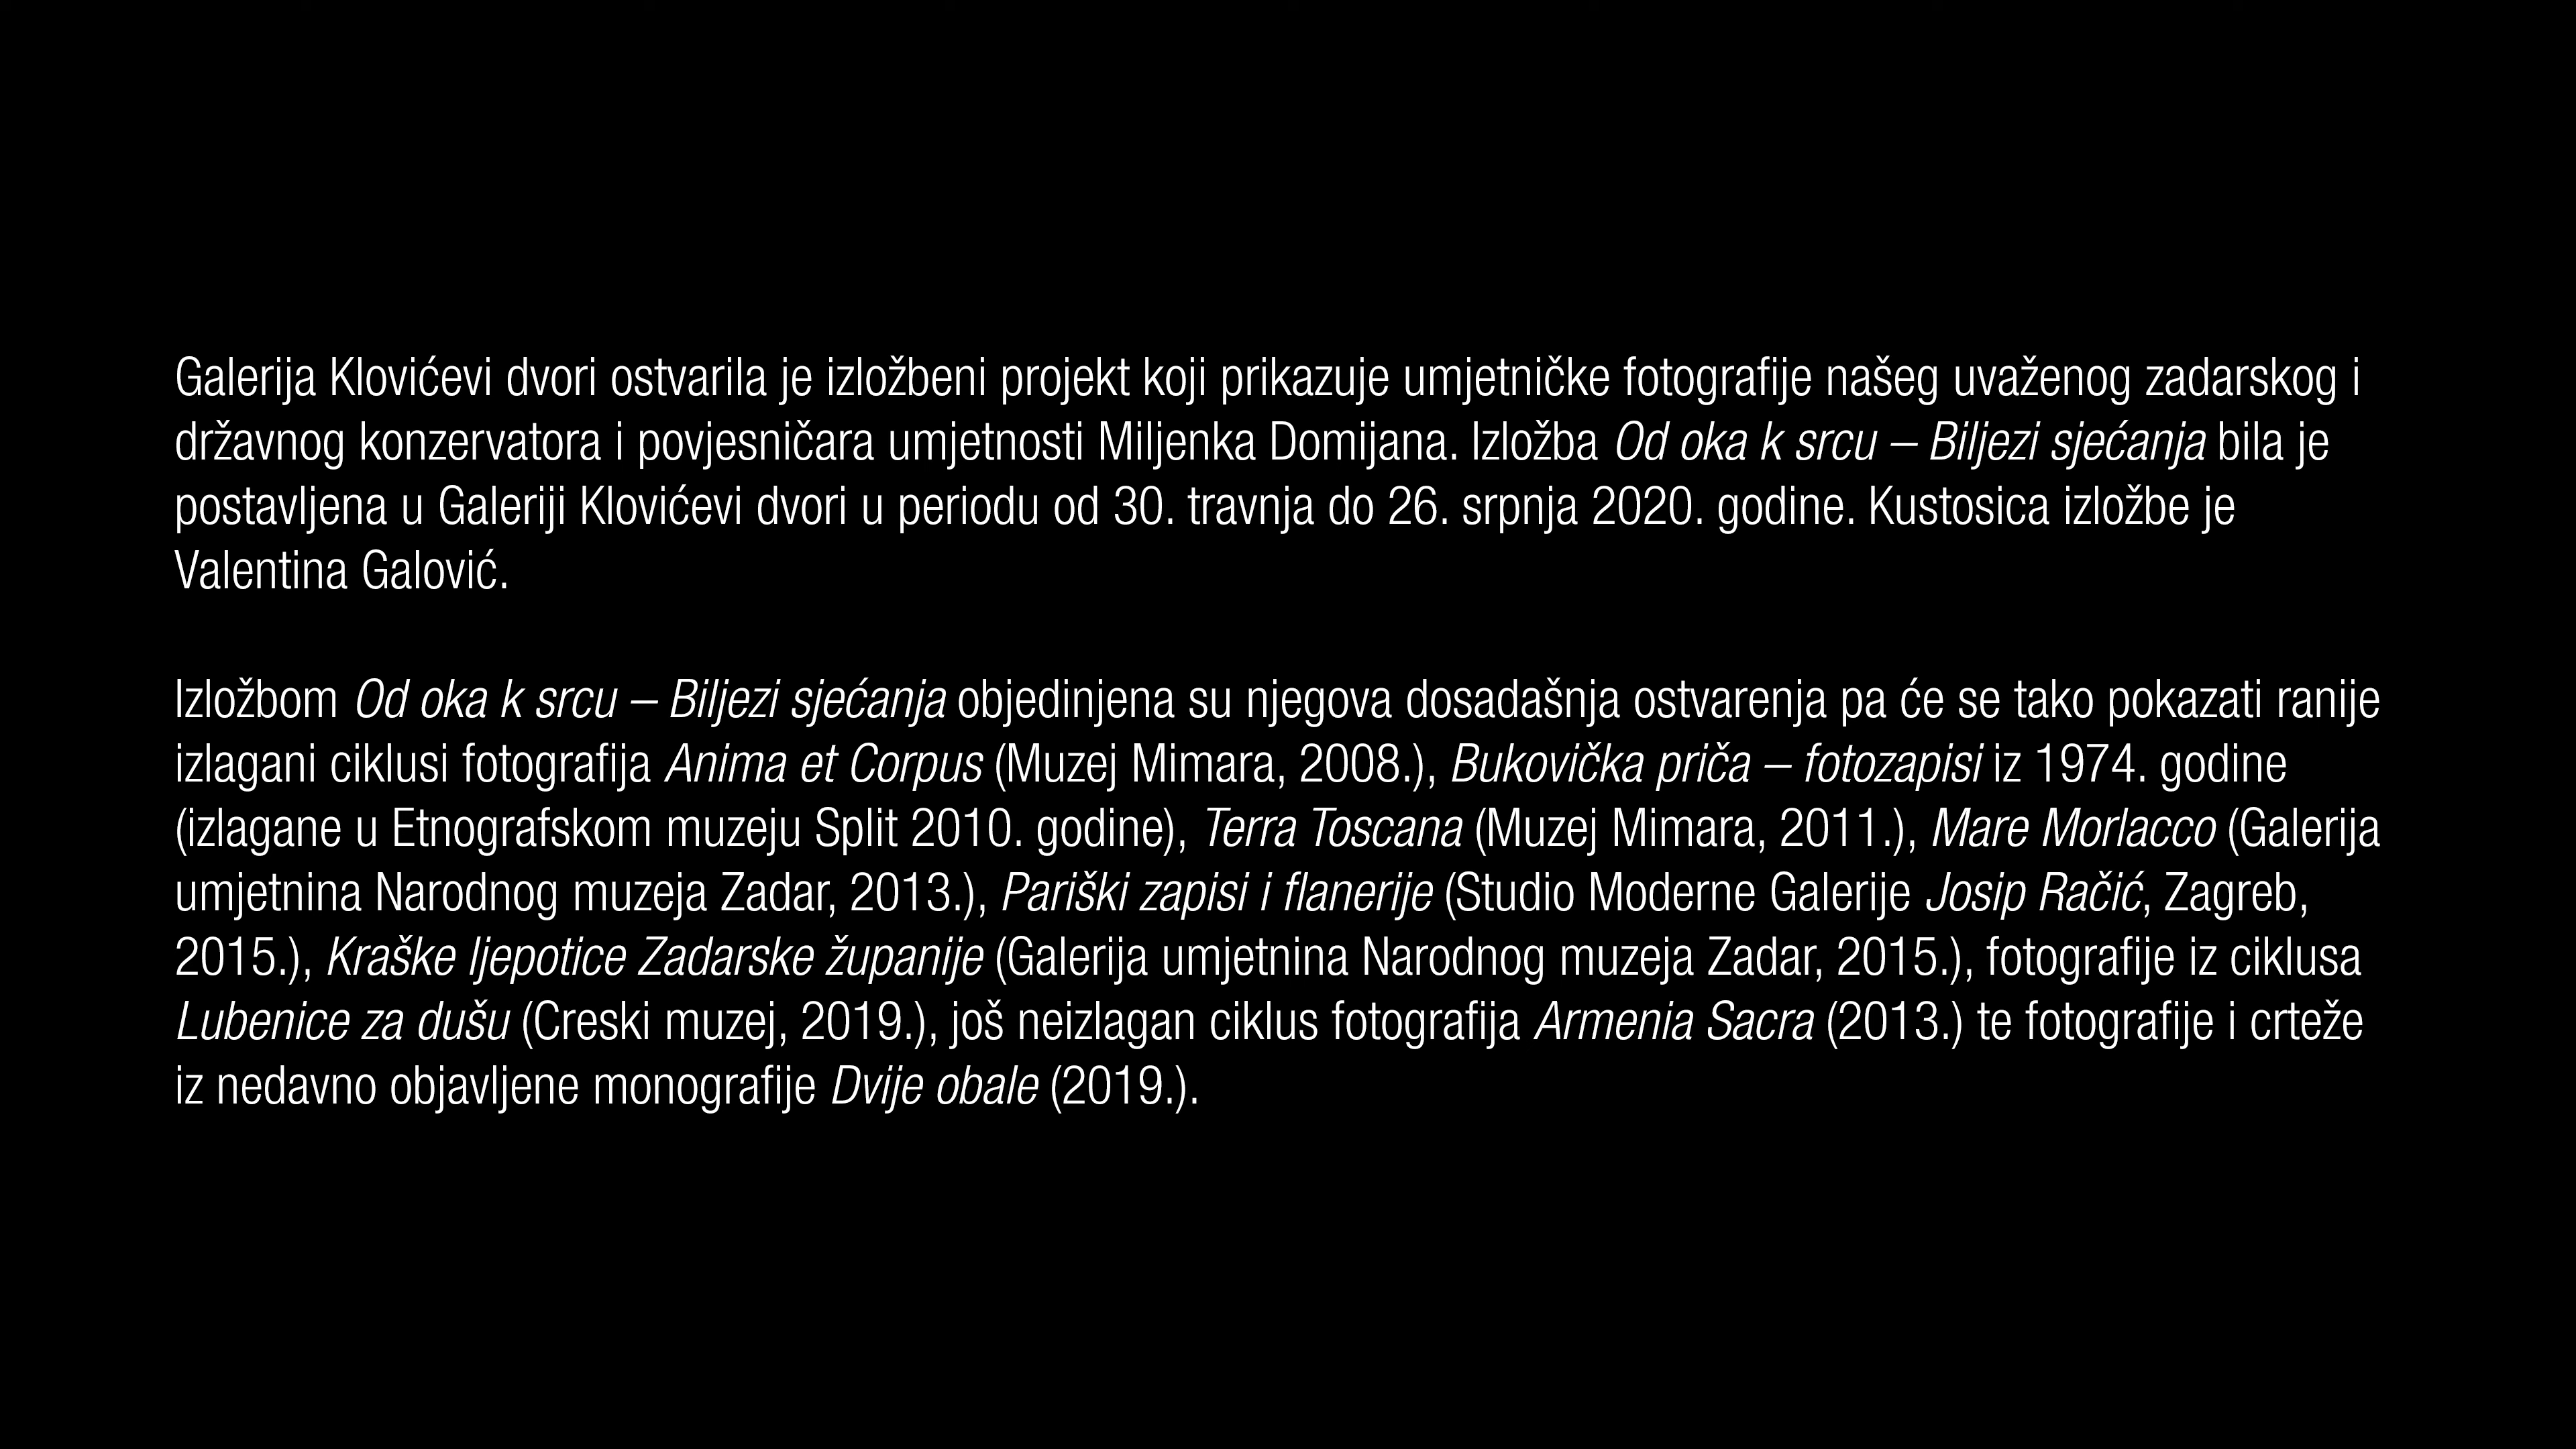 Galerija Klovićevi dvori ostvarila je izložbeni projekt koji prikazuje umjetničke fotografije našeg uvaženog zadarskog i
državnog konzervatora i povjesničara umjetnosti Miljenka Domijana. Izložba Od oka k srcu – Biljezi sjećanja bila je
postavljena u Galeriji Klovićevi dvori u periodu od 30. travnja do 26. srpnja 2020. godine. Kustosica izložbe je
Valentina Galović.
Izložbom Od oka k srcu – Biljezi sjećanja objedinjena su njegova dosadašnja ostvarenja pa će se tako pokazati ranije
izlagani ciklusi fotografija Anima et Corpus (Muzej Mimara, 2008.), Bukovička priča – fotozapisi iz 1974. godine
(izlagane u Etnografskom muzeju Split 2010. godine), Terra Toscana (Muzej Mimara, 2011.), Mare Morlacco (Galerija
umjetnina Narodnog muzeja Zadar, 2013.), Pariški zapisi i flanerije (Studio Moderne Galerije Josip Račić, Zagreb,
2015.), Kraške ljepotice Zadarske županije (Galerija umjetnina Narodnog muzeja Zadar, 2015.), fotografije iz ciklusa
Lubenice za dušu (Creski muzej, 2019.), još neizlagan ciklus fotografija Armenia Sacra (2013.) te fotografije i crteže
iz nedavno objavljene monografije Dvije obale (2019.).